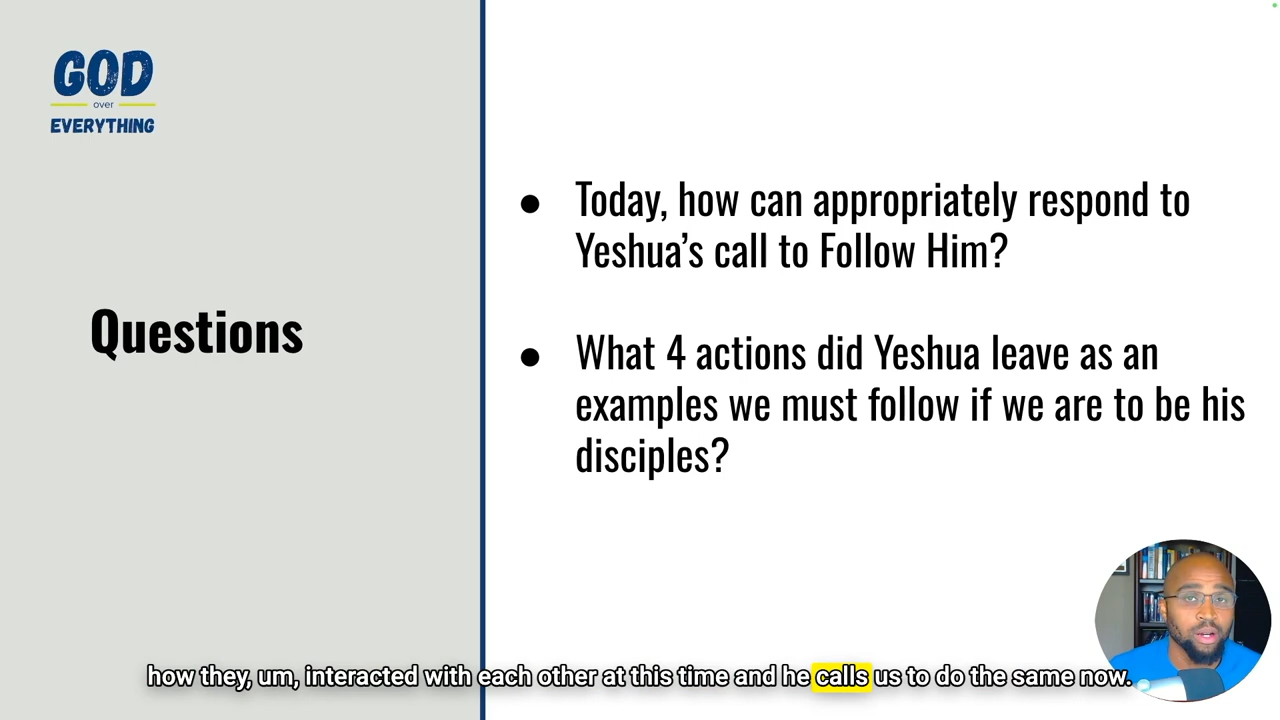 GOD
over
EVERYTHING
Questions
● Today, how can appropriately respond to
Yeshua’s call to Follow Him?
● What 4 actions did Yeshua leave as an
examples we must follow if we are to be his
disciples?
how they, um, interacted with each other at this time and he calls us to do the same now.